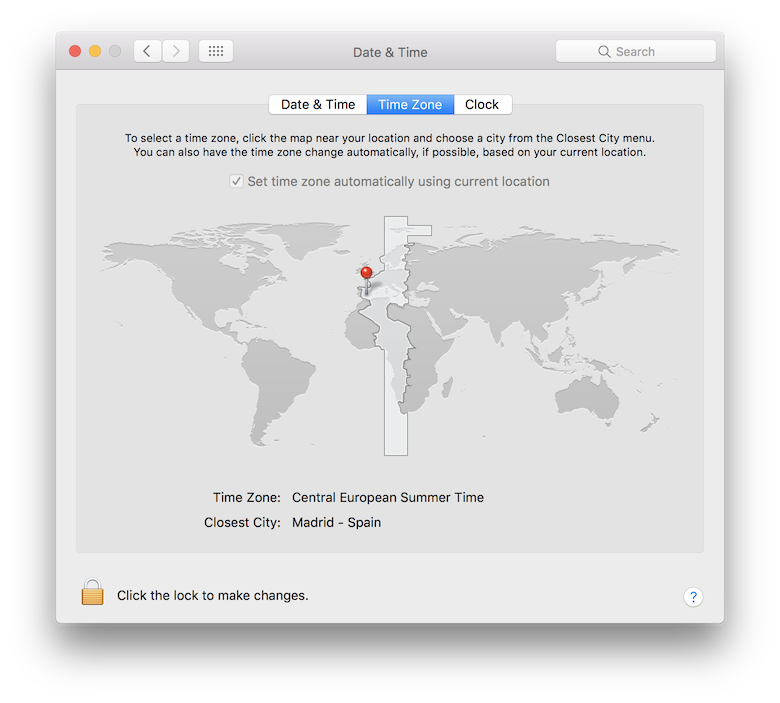 Date & Time
Search
Date & Time Time Zone Clock
To select a time zone, click the map near your location and choose a city from the Closest City menu.
You can also have the time zone change automatically, if possible, based on your current location.
Set time zone automatically using current location
Time Zone: Central European Summer Time
Closest City: Madrid - Spain
Click the lock to make changes.
?